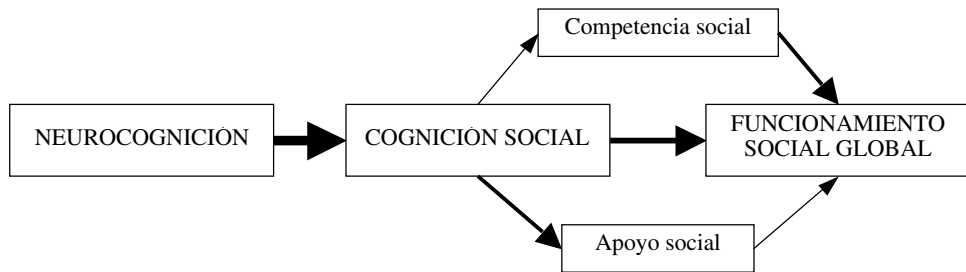 Competencia social
NEUROCOGNICIÓN
COGNICIÓN SOCIAL
FUNCIONAMIENTO
SOCIAL GLOBAL
Apoyo social